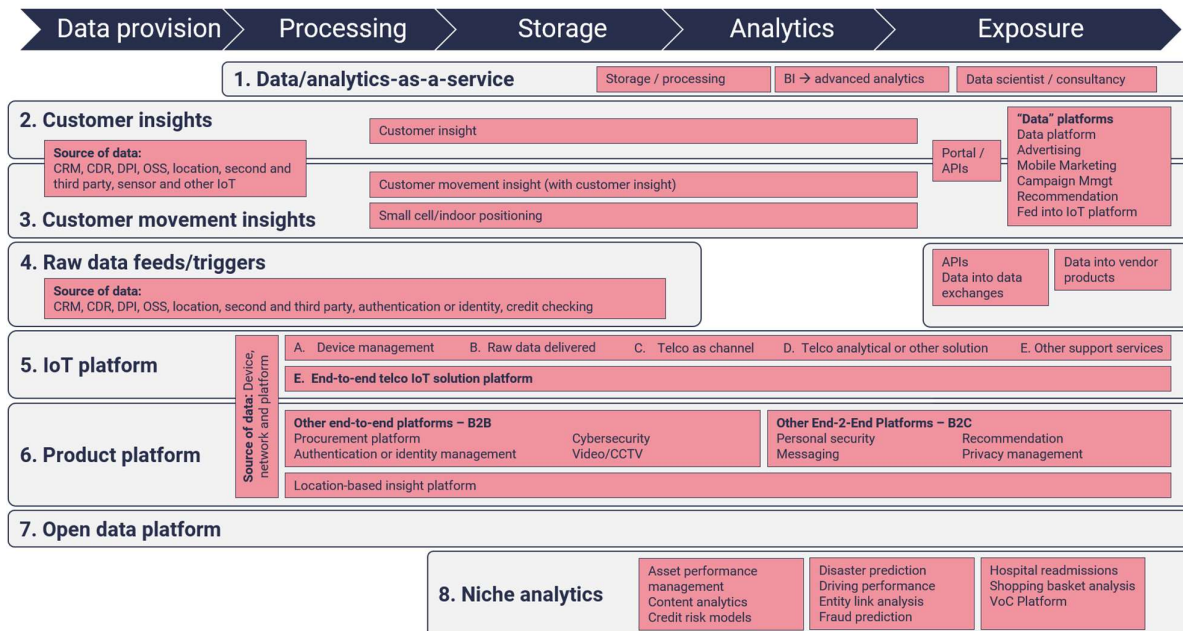 Data provision
Processing
Storage
Analytics
Exposure
1. Data/analytics-as-a-service
Storage / processing
BI → advanced analytics
Data scientist / consultancy
2. Customer insights
Source of data:
CRM, CDR, DPI, OSS, location, second and
third party, sensor and other IoT
Customer insight
Customer movement insight (with customer insight)
3. Customer movement insights
Small cell/indoor positioning
Portal /
APIs
"Data" platforms
Data platform
Advertising
Mobile Marketing
Campaign Mmgt
Recommendation
Fed into IoT platform
4. Raw data feeds/triggers
Source of data:
CRM, CDR, DPI, OSS, location, second and third party, authentication or identity, credit checking
APIs
Data into data
exchanges
Data into vendor
products
5. IoT platform
Source of data: Device,
network and platform
A. Device management
B. Raw data delivered
C. Telco as channel
D. Telco analytical or other solution
E. Other support services
E. End-to-end telco IoT solution platform
6. Product platform
Other end-to-end platforms – B2B
Procurement platform
Authentication or identity management
Cybersecurity
Video/CCTV
Other End-2-End Platforms – B2C
Personal security
Messaging
Recommendation
Privacy management
Location-based insight platform
7. Open data platform
8. Niche analytics
Asset performance
management
Content analytics
Credit risk models
Disaster prediction
Driving performance
Entity link analysis
Fraud prediction
Hospital readmissions
Shopping basket analysis
VoC Platform